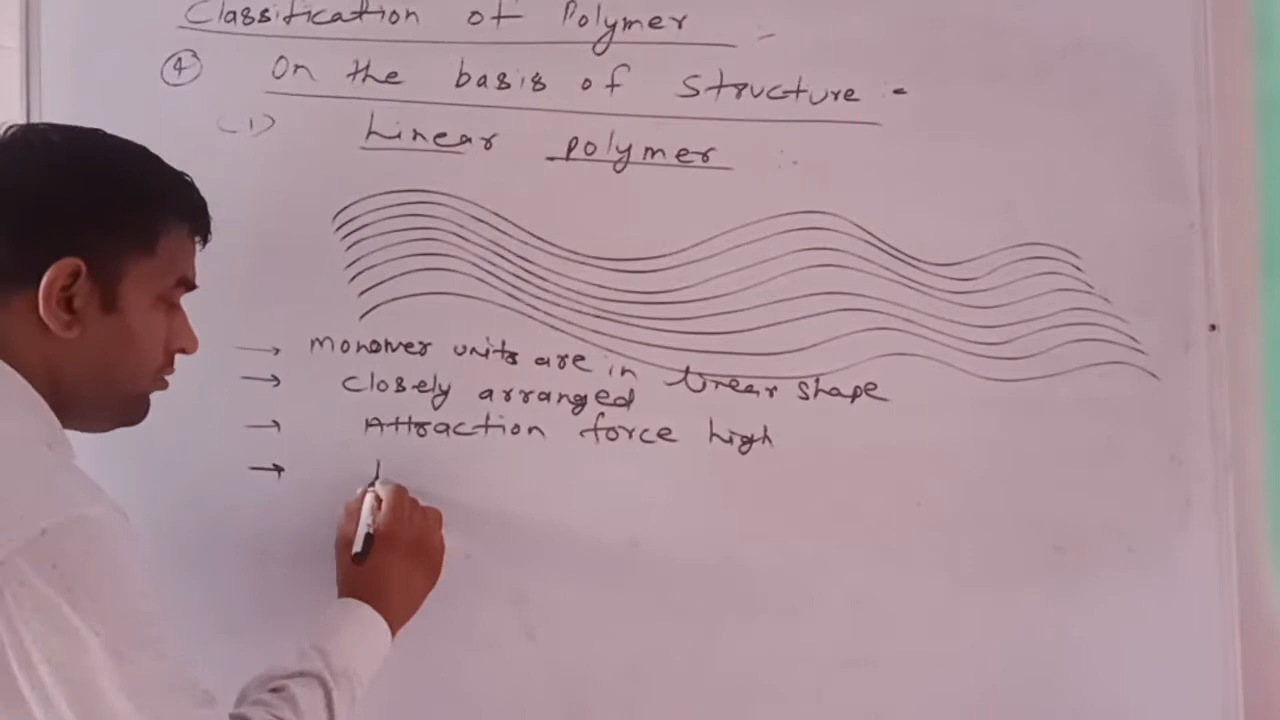 Classification of Polymer :-
④ On the basis of Structure :-
(1) Linear polymer :
→ monomer units are in linear shape
→ Closely arranged
→ Attraction force high
→